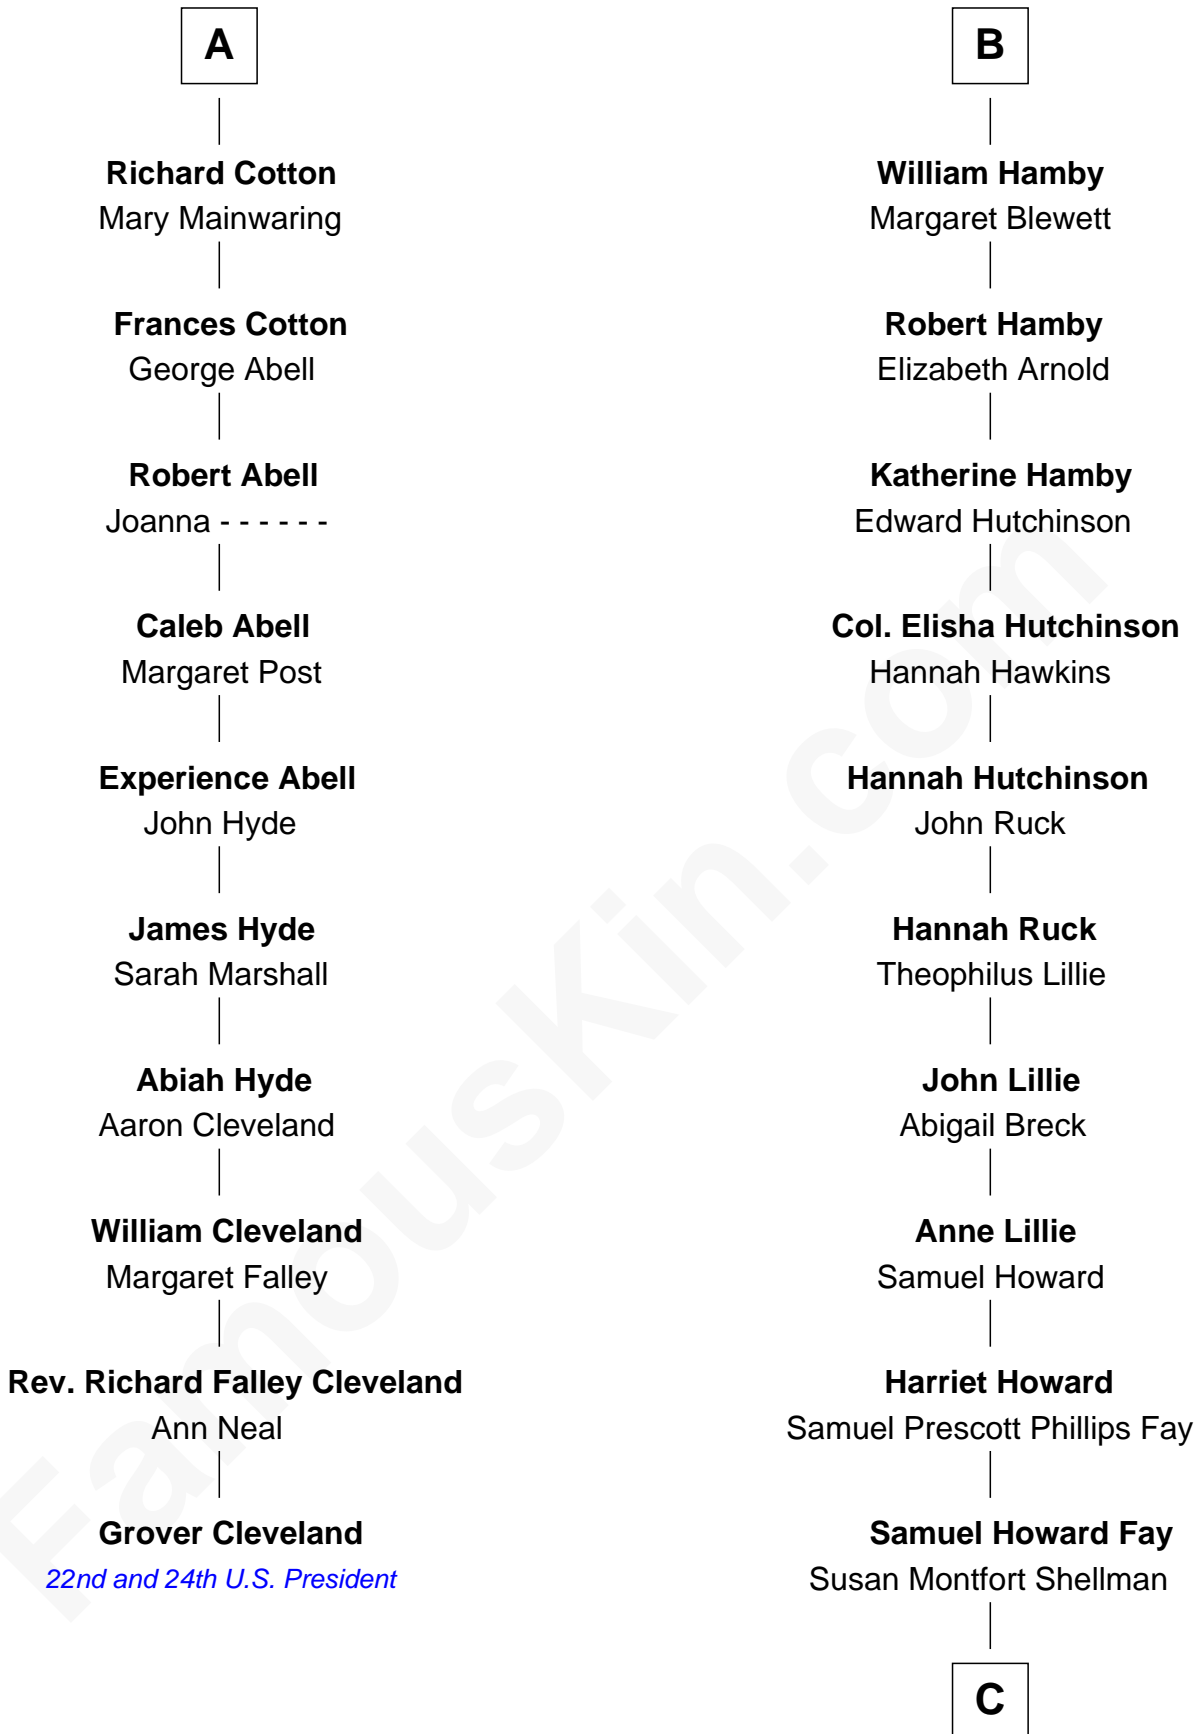 A
Richard Cotton
Mary Mainwaring
Frances Cotton
George Abell
Robert Abell
Joanna - - - - - -
Caleb Abell
Margaret Post
Experience Abell
John Hyde
James Hyde
Sarah Marshall
Abiah Hyde
Aaron Cleveland
William Cleveland
Margaret Falley
Rev. Richard Falley Cleveland
Ann Neal
Grover Cleveland
22nd and 24th U.S. President
B
William Hamby
Margaret Blewett
Robert Hamby
Elizabeth Arnold
Katherine Hamby
Edward Hutchinson
Col. Elisha Hutchinson
Hannah Hawkins
Hannah Hutchinson
John Ruck
Hannah Ruck
Theophilus Lillie
John Lillie
Abigail Breck
Anne Lillie
Samuel Howard
Harriet Howard
Samuel Prescott Phillips Fay
Samuel Howard Fay
Susan Montfort Shellman
C
FamousKin.com